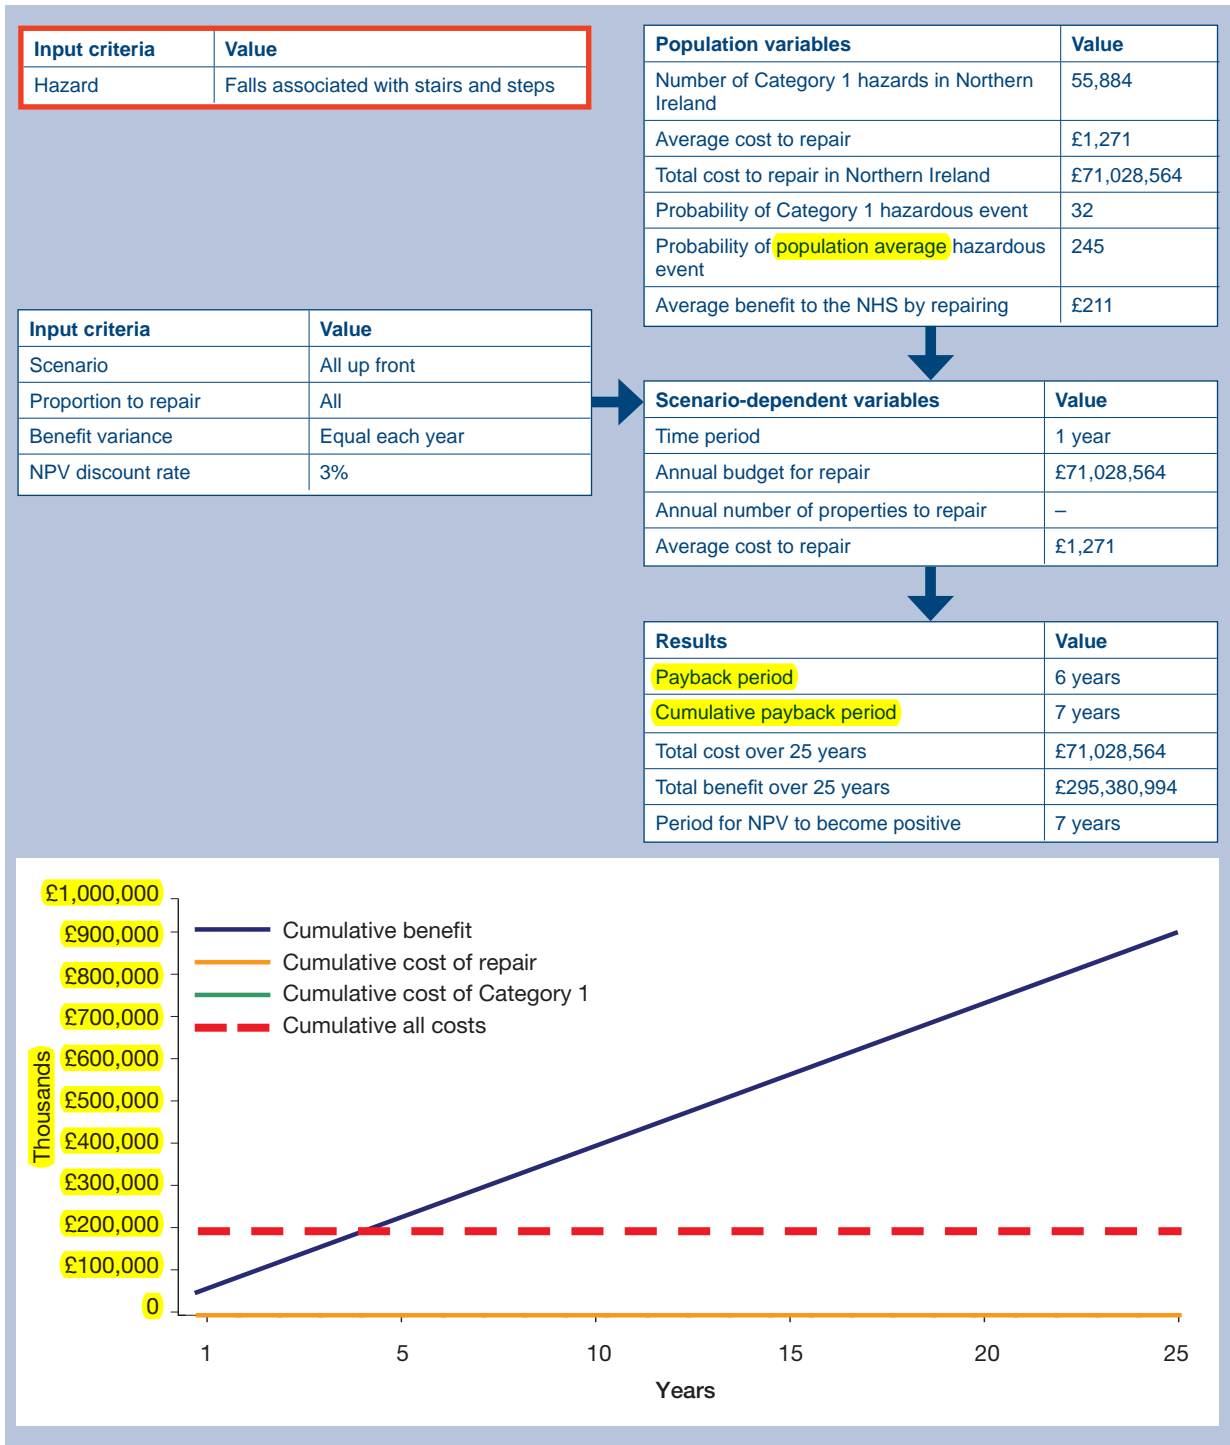 Input criteria Value
Hazard Falls associated with stairs and steps
Population variables Value
Number of Category 1 hazards in Northern 55,884
Ireland
Average cost to repair £1,271
Total cost to repair in Northern Ireland £71,028,564
Probability of Category 1 hazardous event 32
Probability of population average hazardous 245
event
Average benefit to the NHS by repairing £211
Input criteria Value
Scenario All up front
Proportion to repair All
Benefit variance Equal each year
NPV discount rate 3%
Scenario-dependent variables Value
Time period 1 year
Annual budget for repair £71,028,564
Annual number of properties to repair –
Average cost to repair £1,271
Results Value
Payback period 6 years
Cumulative payback period 7 years
Total cost over 25 years £71,028,564
Total benefit over 25 years £295,380,994
Period for NPV to become positive 7 years
£1,000,000
£900,000
£800,000
£700,000
£600,000
£500,000
£400,000
£300,000
£200,000
£100,000
0
Thousands
Cumulative benefit
Cumulative cost of repair
Cumulative cost of Category 1
Cumulative all costs
1 5 10 15 20 25
Years